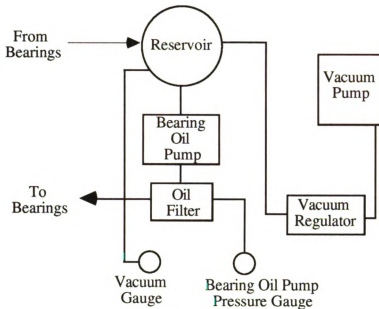 From
Bearings
Reservoir
Vacuum
Pump
Bearing
Oil
Pump
To
Bearings
Oil
Filter
Vacuum
Regulator
Vacuum
Gauge
Bearing Oil Pump
Pressure Gauge